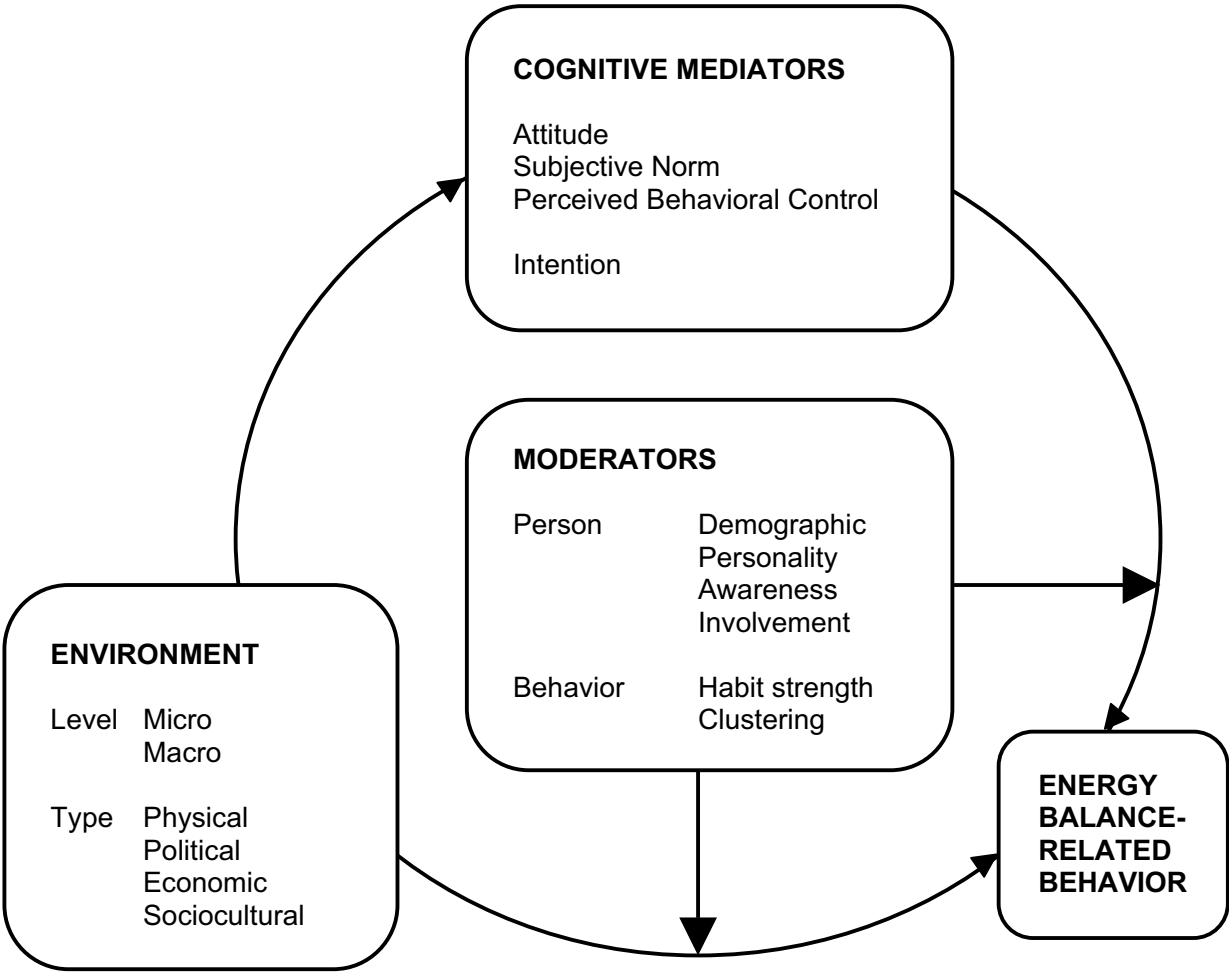 COGNITIVE MEDIATORS
Attitude
Subjective Norm
Perceived Behavioral Control
Intention
MODERATORS
Person Demographic
Personality
Awareness
Involvement
Behavior Habit strength
Clustering
ENVIRONMENT
Level Micro
Macro
Type Physical
Political
Economic
Sociocultural
ENERGY
BALANCE-
RELATED
BEHAVIOR